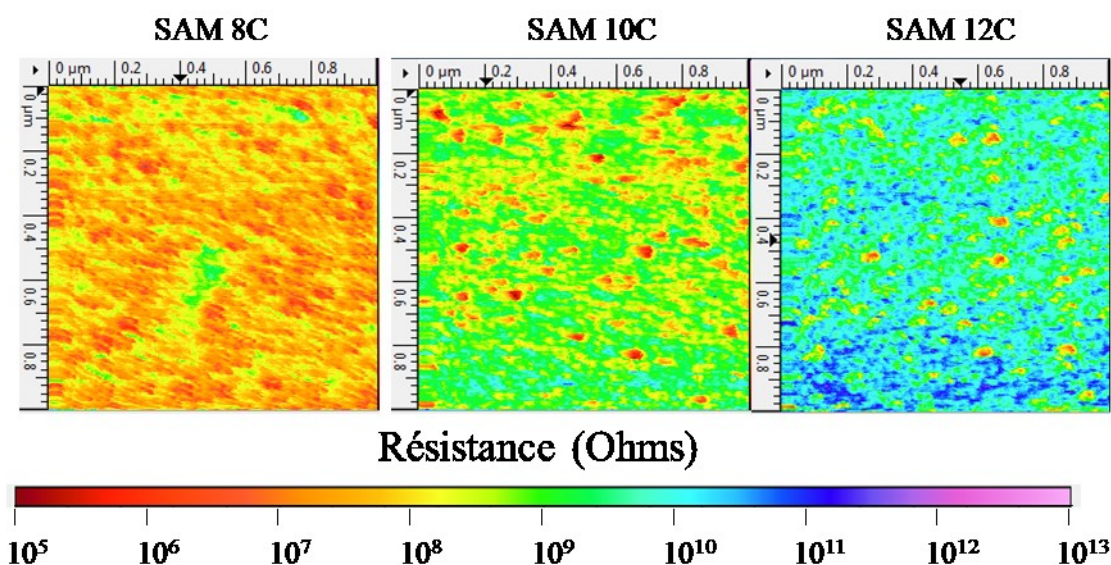 SAM 8C SAM 10C SAM 12C
0 µm 0.2 0.4 0.6 0.8 0 µm 0.2 0.4 0.6 0.8 0 µm 0.2 0.4 0.6 0.8
0 µm 0 µm 0 µm
0.2 0.2 0.2
0.4 0.4 0.4
0.6 0.6 0.6
0.8 0.8 0.8
Résistance (Ohms)
10⁵ 10⁶ 10⁷ 10⁸ 10⁹ 10¹⁰ 10¹¹ 10¹² 10¹³